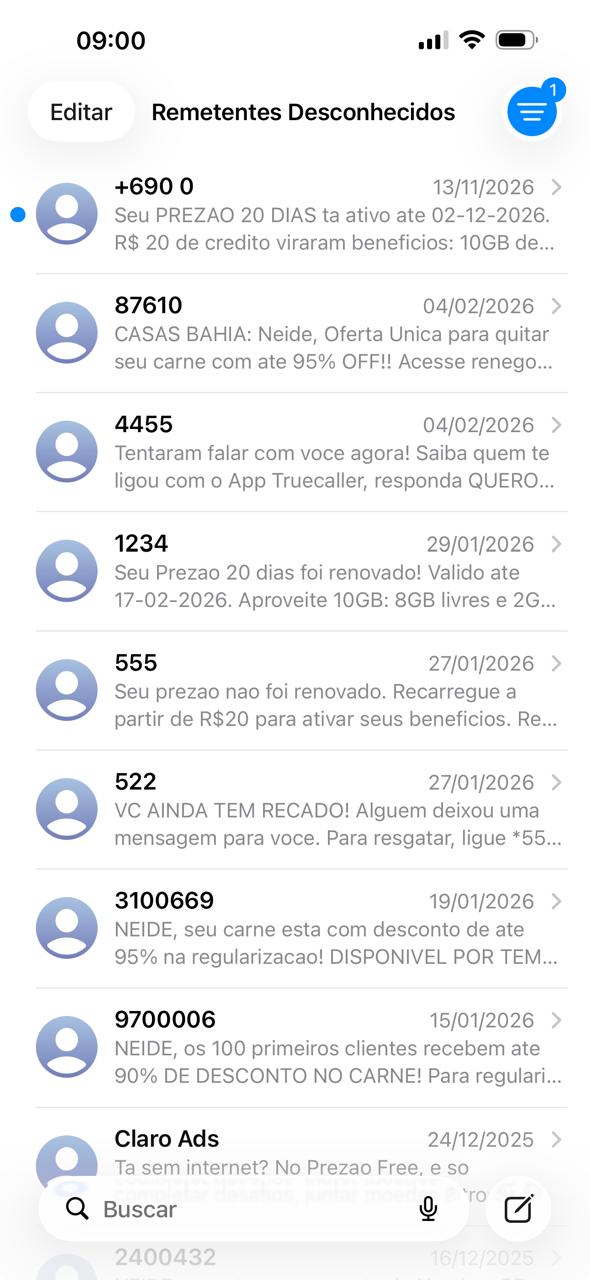 09:00
Editar
Remetentes Desconhecidos
1
+690 0 13/11/2026
Seu PREZAO 20 DIAS ta ativo ate 02-12-2026.
R$ 20 de credito viraram beneficios: 10GB de...
87610 04/02/2026
CASAS BAHIA: Neide, Oferta Unica para quitar
seu carne com ate 95% OFF!! Acesse renego...
4455 04/02/2026
Tentaram falar com voce agora! Saiba quem te
ligou com o App Truecaller, responda QUERO...
1234 29/01/2026
Seu Prezao 20 dias foi renovado! Valido ate
17-02-2026. Aproveite 10GB: 8GB livres e 2G...
555 27/01/2026
Seu prezao nao foi renovado. Recarregue a
partir de R$20 para ativar seus beneficios. Re...
522 27/01/2026
VC AINDA TEM RECADO! Alguem deixou uma
mensagem para voce. Para resgatar, ligue *55...
3100669 19/01/2026
NEIDE, seu carne esta com desconto de ate
95% na regularizacao! DISPONIVEL POR TEM...
9700006 15/01/2026
NEIDE, os 100 primeiros clientes recebem ate
90% DE DESCONTO NO CARNE! Para regulari...
Claro Ads 24/12/2025
Ta sem internet? No Prezao Free, e so
completar desafios, juntar moedas
Buscar
2400432 16/12/2025